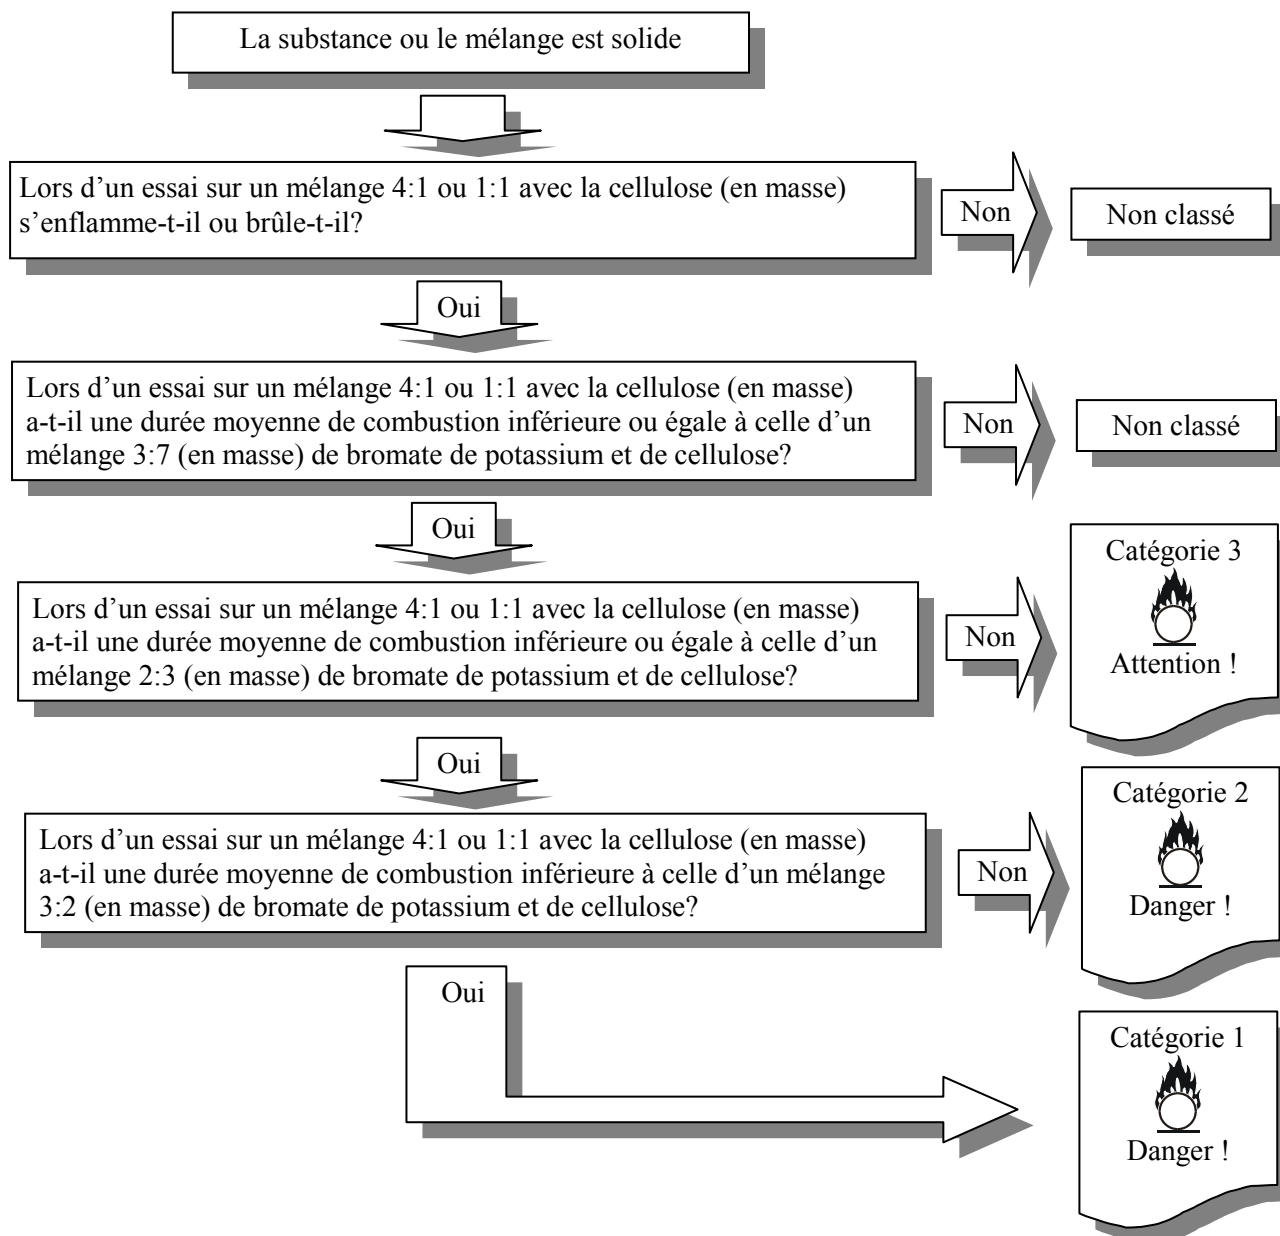 La substance ou le mélange est solide
Lors d’un essai sur un mélange 4:1 ou 1:1 avec la cellulose (en masse)
s’enflamme-t-il ou brûle-t-il?
Non
Non classé
Oui
Lors d’un essai sur un mélange 4:1 ou 1:1 avec la cellulose (en masse)
a-t-il une durée moyenne de combustion inférieure ou égale à celle d’un
mélange 3:7 (en masse) de bromate de potassium et de cellulose?
Non
Non classé
Oui
Lors d’un essai sur un mélange 4:1 ou 1:1 avec la cellulose (en masse)
a-t-il une durée moyenne de combustion inférieure ou égale à celle d’un
mélange 2:3 (en masse) de bromate de potassium et de cellulose?
Non
Catégorie 3
Attention !
Oui
Lors d’un essai sur un mélange 4:1 ou 1:1 avec la cellulose (en masse)
a-t-il une durée moyenne de combustion inférieure à celle d’un mélange
3:2 (en masse) de bromate de potassium et de cellulose?
Non
Catégorie 2
Danger !
Oui
Catégorie 1
Danger !